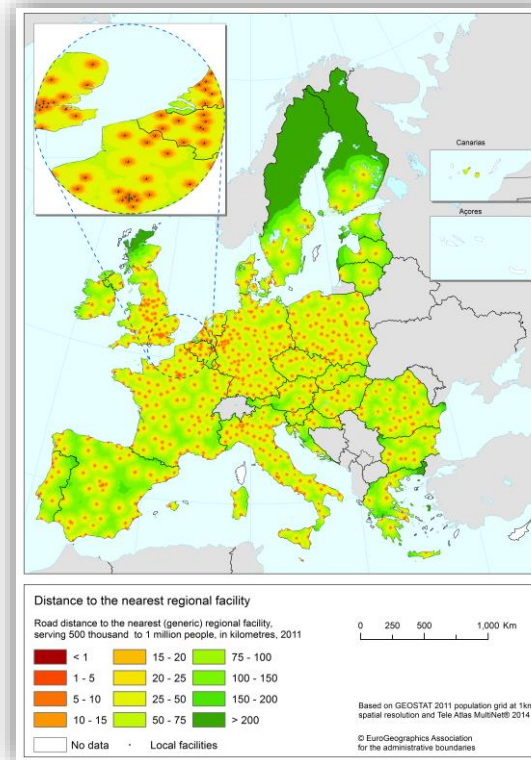 Canarias
Açores
Distance to the nearest regional facility
Road distance to the nearest (generic) regional facility,
serving 500 thousand to 1 million people, in kilometres, 2011
< 1
15 - 20
75 - 100
1 - 5
20 - 25
100 - 150
5 - 10
25 - 50
150 - 200
10 - 15
50 - 75
> 200
No data
Local facilities
0 250 500 1,000 Km
Based on GEOSTAT 2011 population grid at 1km
spatial resolution and Tele Atlas MultiNet® 2014
© EuroGeographics Association
for the administrative boundaries